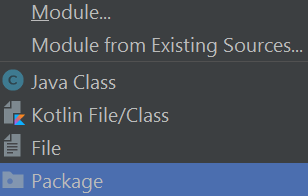 Module...
Module from Existing Sources...
Java Class
Kotlin File/Class
File
Package